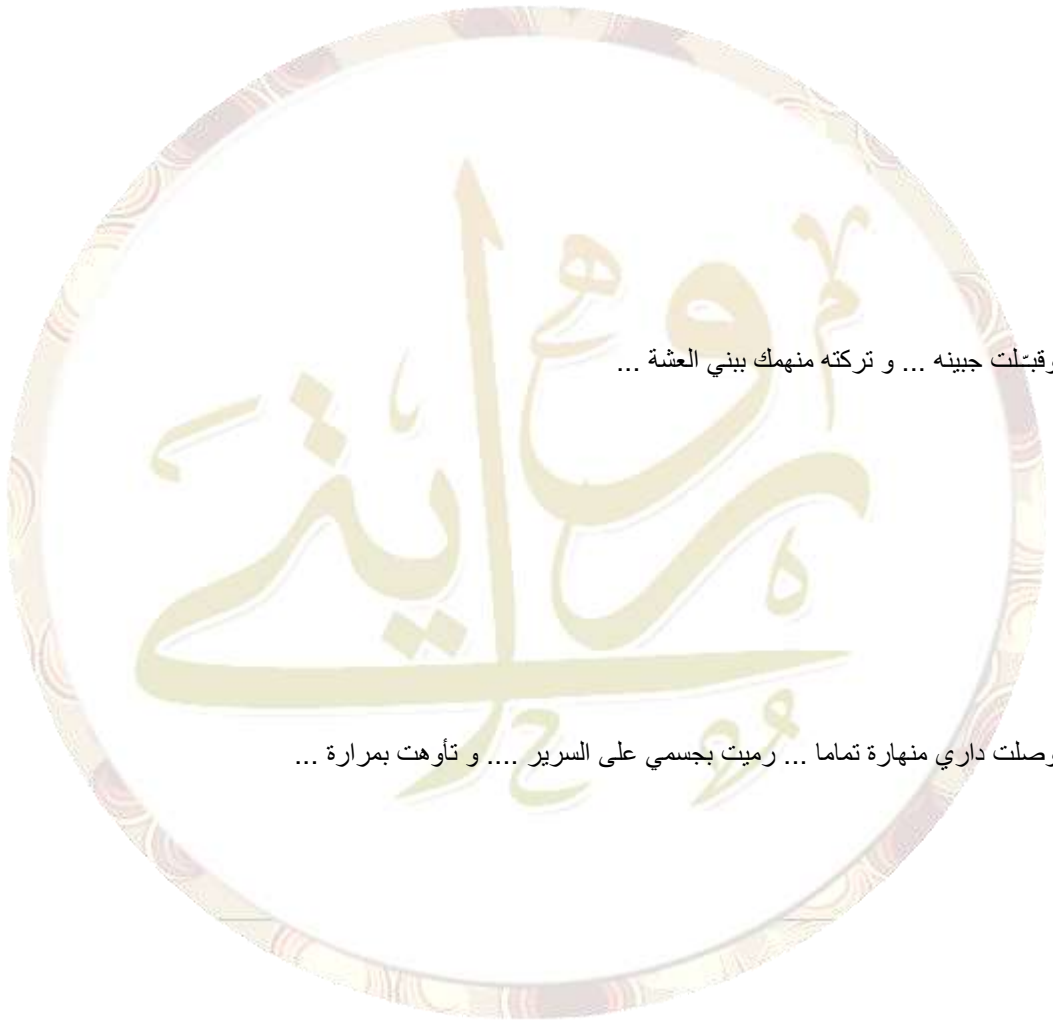 وقبّلت جبينه ... و تركته منهمك ببني العشة ...
وصلت داري منهارة تماما ... رميت بجسمي على السرير .... و تأوهت بمرارة ...
روايتي